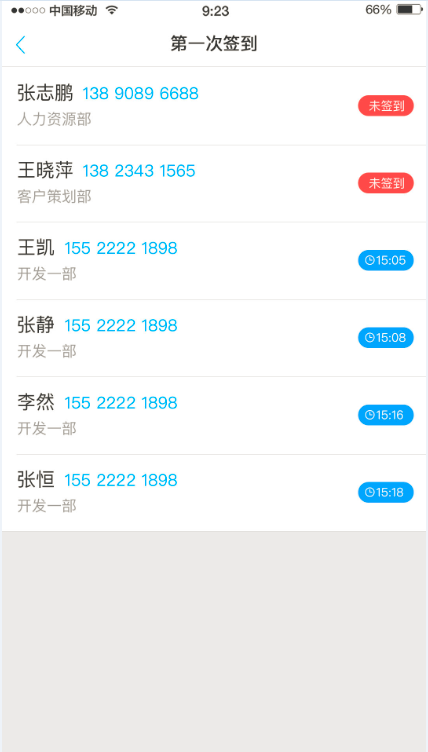 中国移动 9:23 66%
第一次签到
张志鹏 138 9089 6688
人力资源部
未签到
王晓萍 138 2343 1565
客户策划部
未签到
王凯 155 2222 1898
开发一部
15:05
张静 155 2222 1898
开发一部
15:08
李然 155 2222 1898
开发一部
15:16
张恒 155 2222 1898
开发一部
15:18